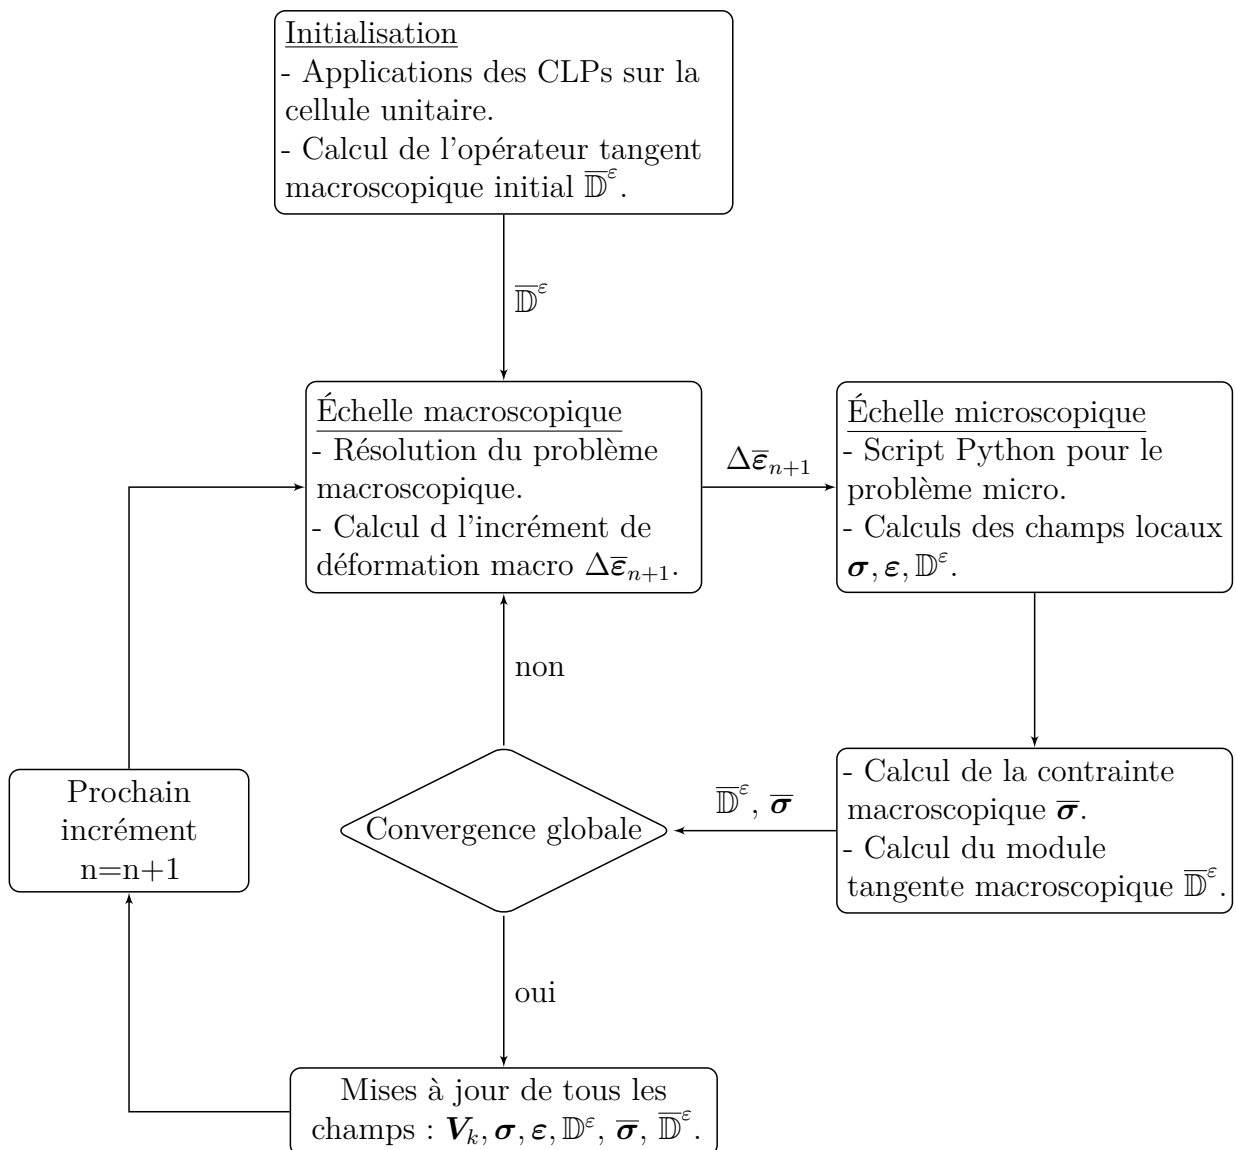 Initialisation
- Applications des CLPs sur la
cellule unitaire.
- Calcul de l'opérateur tangent
macroscopique initial 𝔻̅^ε.
𝔻̅^ε
Échelle macroscopique
- Résolution du problème
macroscopique.
- Calcul d l'incrément de
déformation macro Δε̅_{n+1}.
Δε̅_{n+1}
Échelle microscopique
- Script Python pour le
problème micro.
- Calculs des champs locaux
σ, ε, 𝔻^ε.
non
- Calcul de la contrainte
macroscopique σ̅.
- Calcul du module
tangente macroscopique 𝔻̅^ε.
𝔻̅^ε, σ̅
Convergence globale
Prochain
incrément
n=n+1
oui
Mises à jour de tous les
champs : V_k, σ, ε, 𝔻^ε, σ̅, 𝔻̅^ε.